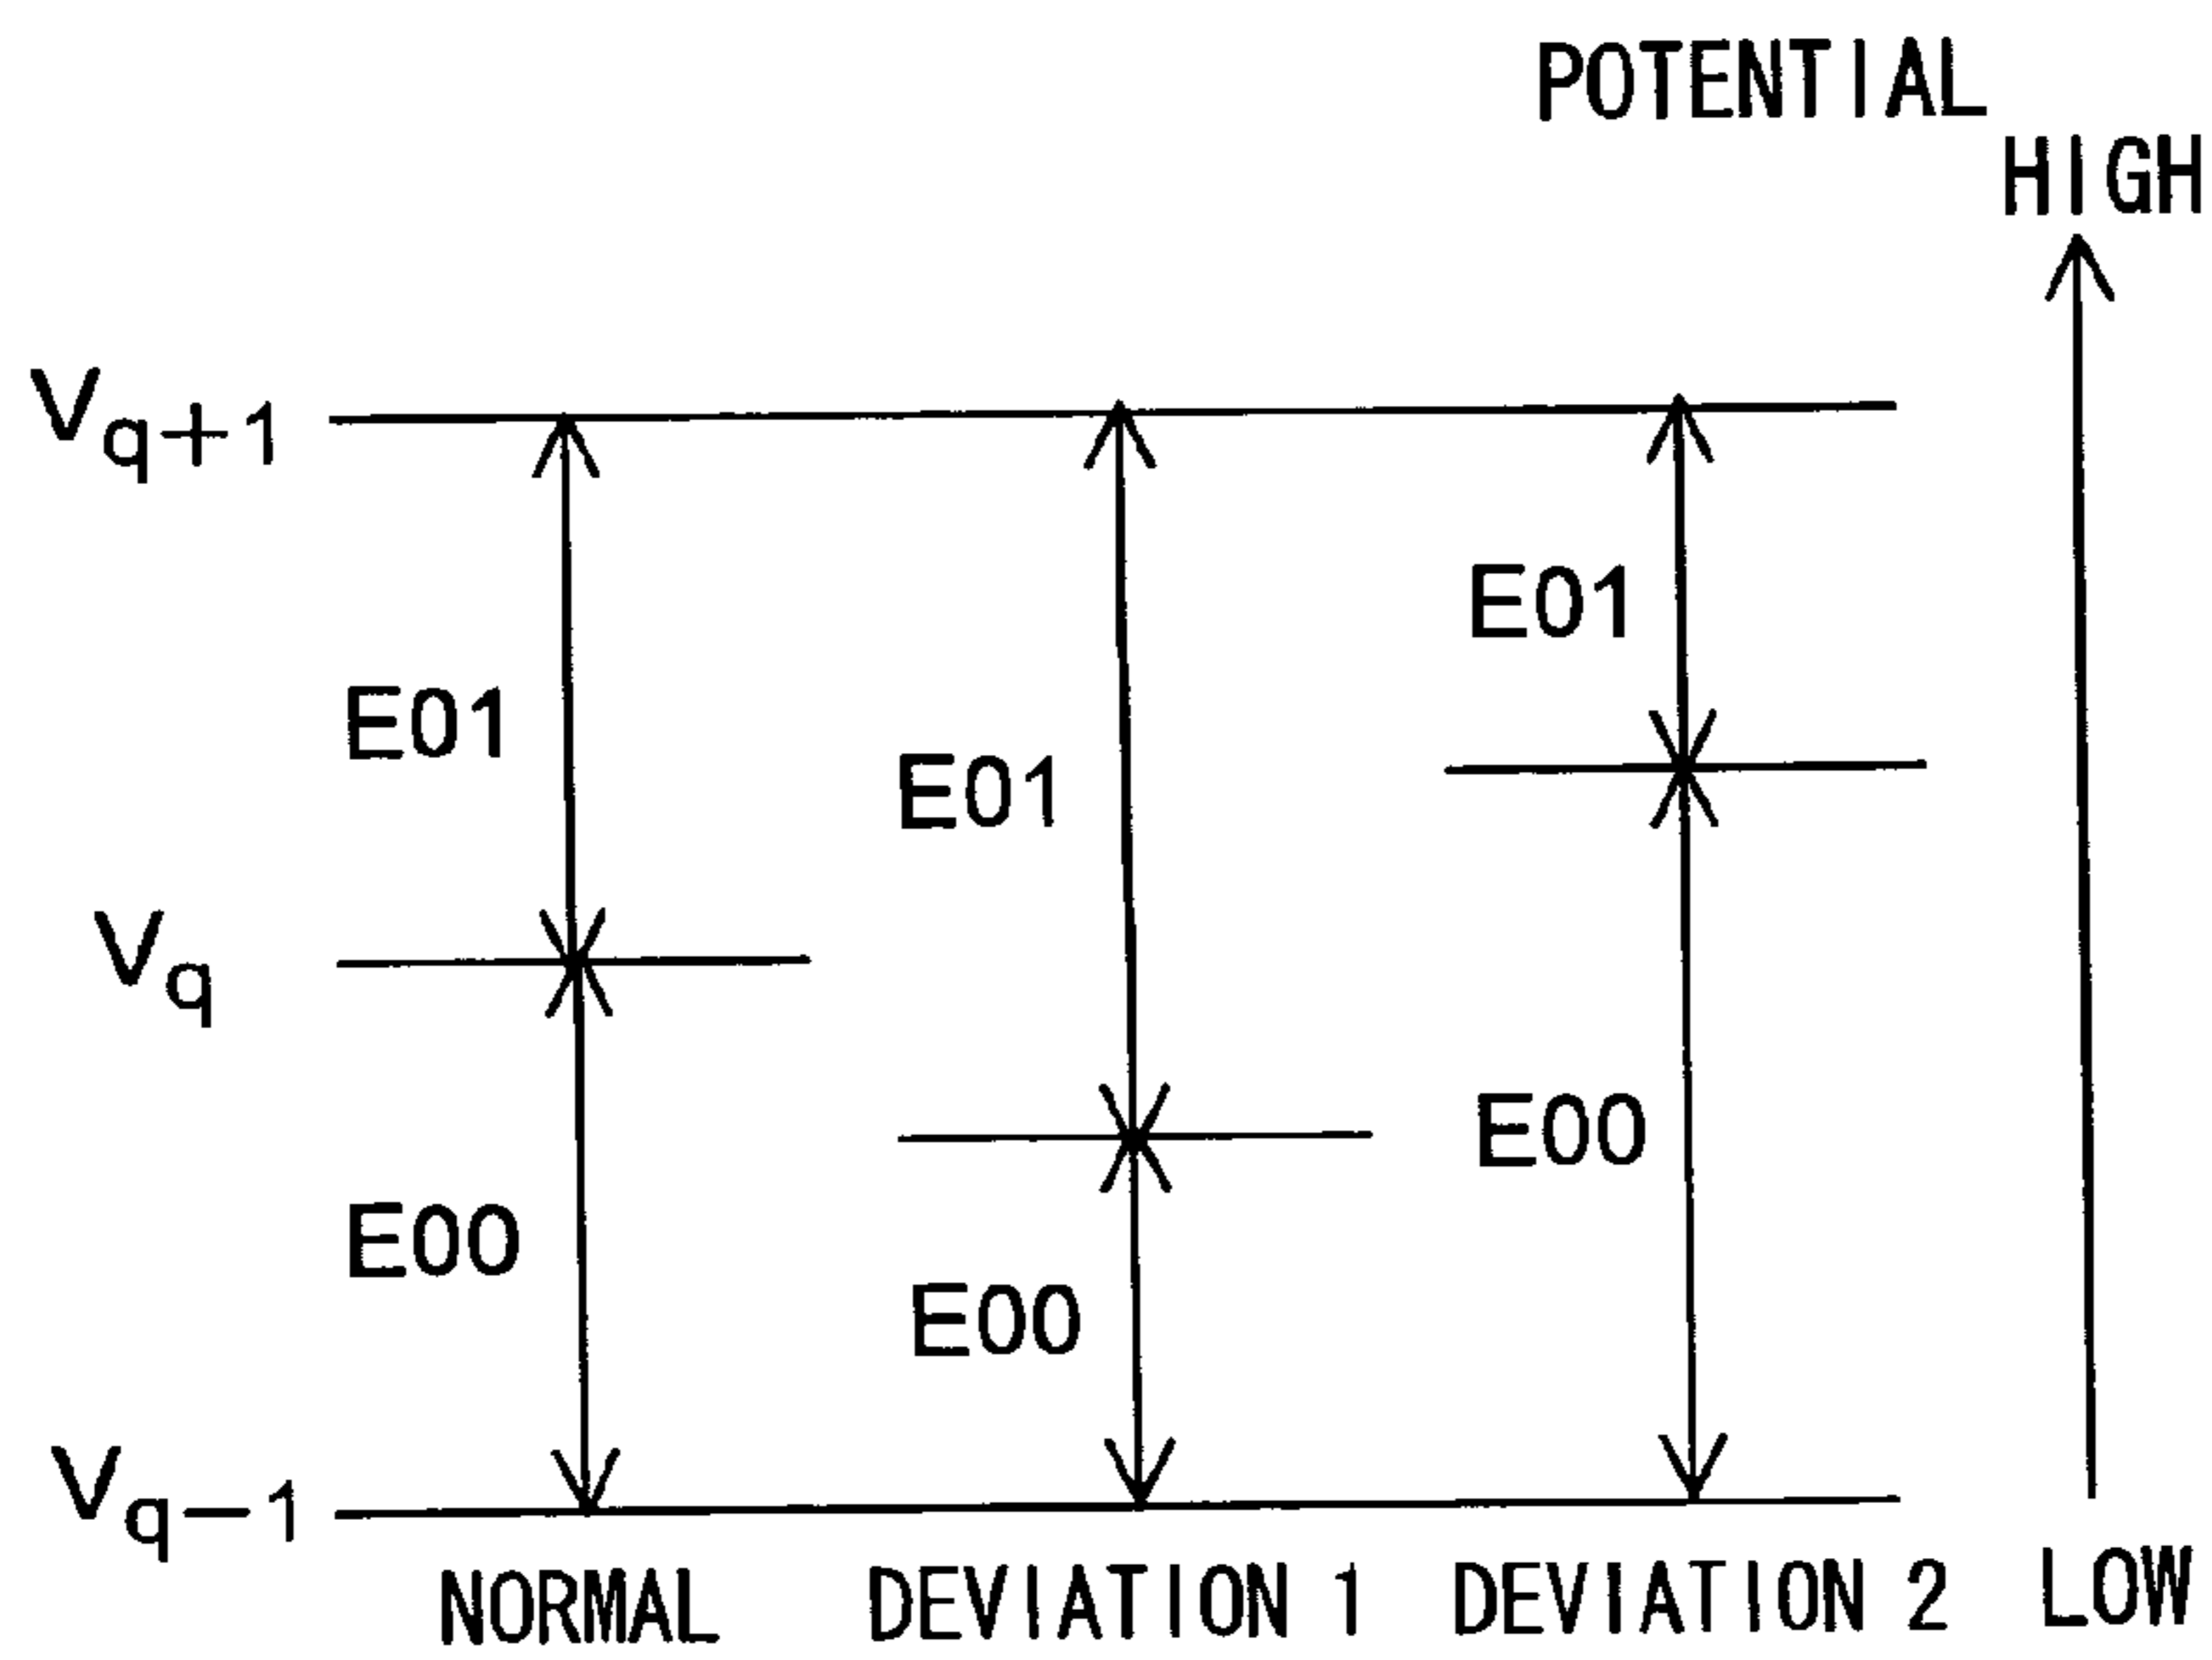 POTENTIAL
HIGH
Vq+1
E01
E01
E01
Vq
E00
E00
E00
Vq-1
NORMAL DEVIATION 1 DEVIATION 2 LOW